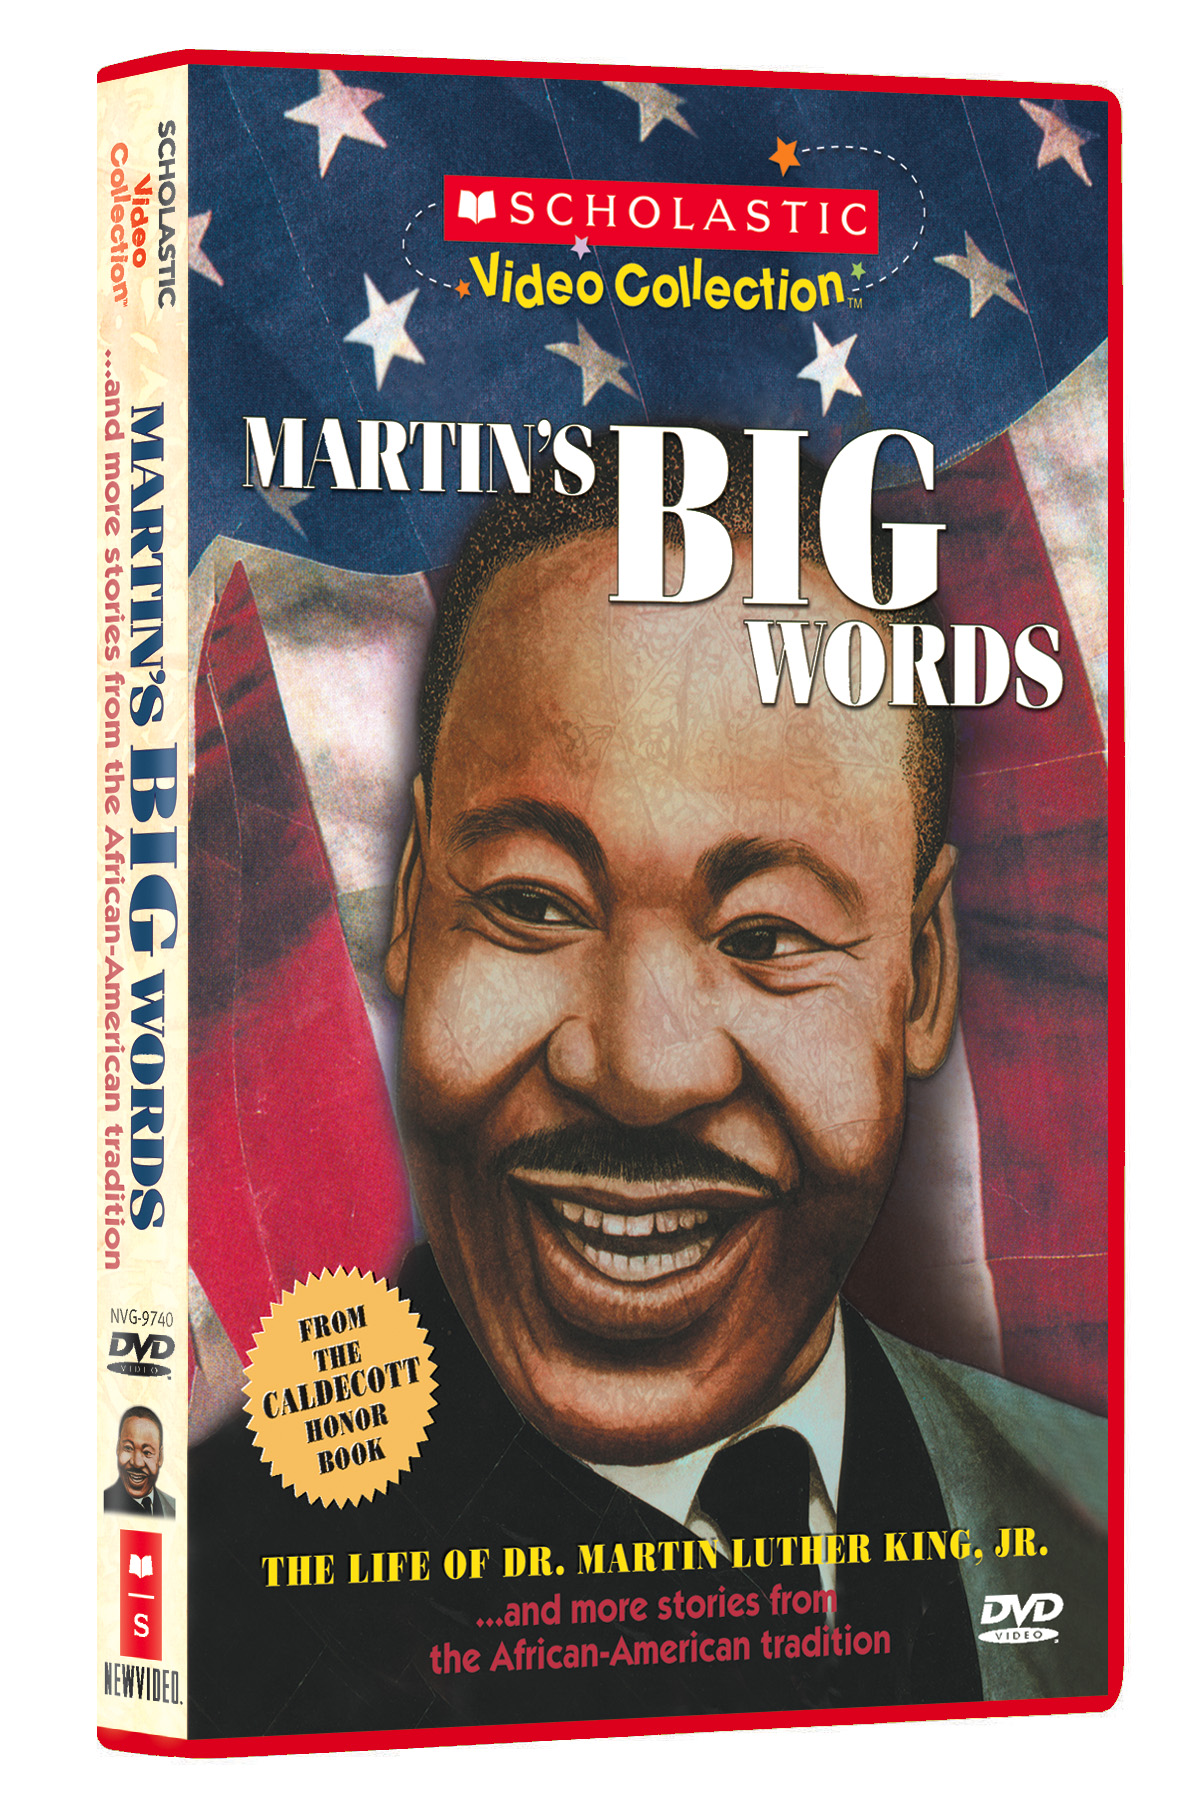 SCHOLASTIC
Video
Collection™
....and more stories from the African-American tradition
MARTIN'S BIG WORDS
NVG-9740
DVD
VIDEO
S
NEWVIDEO.
SCHOLASTIC
Video Collection™
MARTIN'S BIG
WORDS
FROM
THE
CALDECOTT
HONOR
BOOK
THE LIFE OF DR. MARTIN LUTHER KING, JR.
...and more stories from
the African-American tradition
DVD
VIDEO